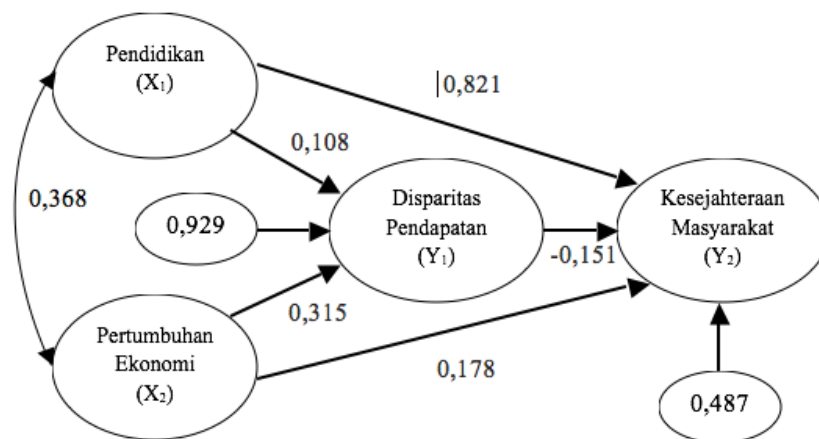 Pendidikan
(X₁)
|0,821
0,108
0,368
0,929
Disparitas
Pendapatan
(Y₁)
Kesejahteraan
Masyarakat
(Y₂)
-0,151
0,315
Pertumbuhan
Ekonomi
(X₂)
0,178
0,487